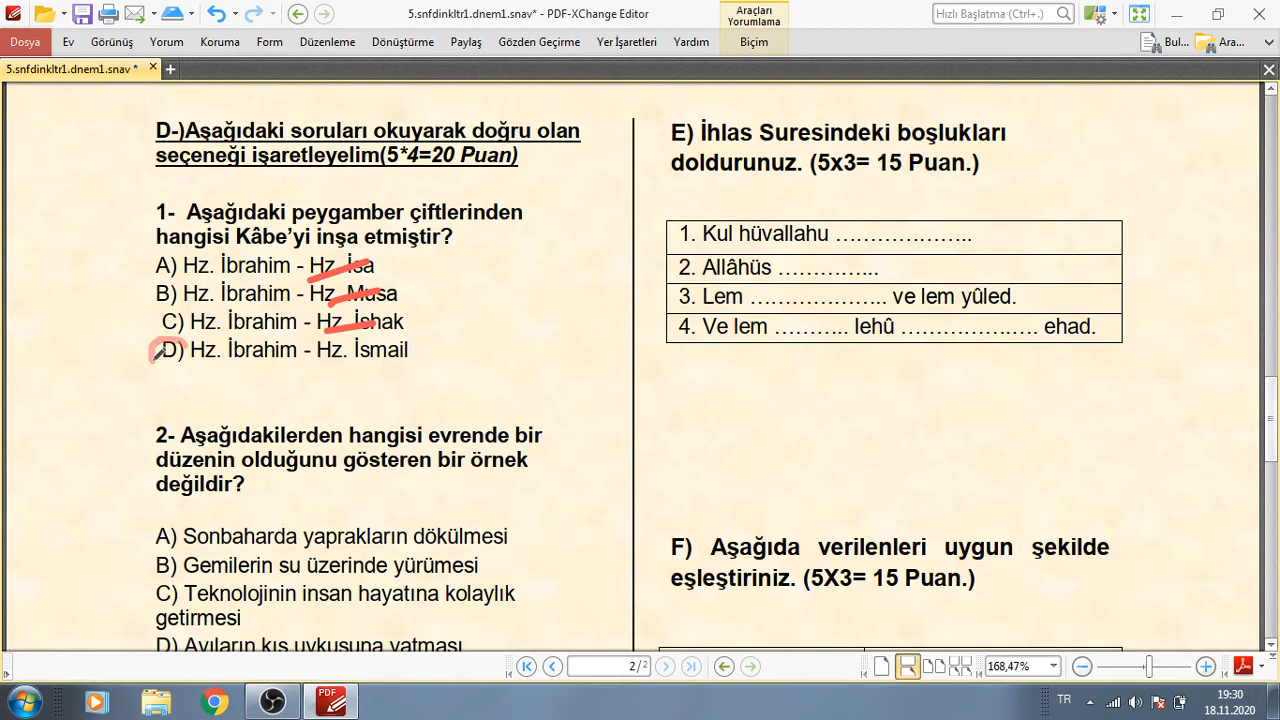 5.snfdinkltr1.dnem1.snav* - PDF-XChange Editor
Araçları Yorumlama
Hızlı Başlatma (Ctrl+.)
Dosya Ev Görünüş Yorum Koruma Form Düzenleme Dönüştürme Paylaş Gözden Geçirme Yer İşaretleri Yardım Biçim Bul... Ara...
5.snfdinkltr1.dnem1.snav *
D-)Aşağıdaki soruları okuyarak doğru olan
seçeneği işaretleyelim(5*4=20 Puan)
1- Aşağıdaki peygamber çiftlerinden
hangisi Kâbe’yi inşa etmiştir?
A) Hz. İbrahim - Hz. İsa
B) Hz. İbrahim - Hz. Musa
C) Hz. İbrahim - Hz. İshak
D) Hz. İbrahim - Hz. İsmail
2- Aşağıdakilerden hangisi evrende bir
düzenin olduğunu gösteren bir örnek
değildir?
A) Sonbaharda yaprakların dökülmesi
B) Gemilerin su üzerinde yürümesi
C) Teknolojinin insan hayatına kolaylık
getirmesi
D) Ayıların kış uykusuna yatması
E) İhlas Suresindeki boşlukları
doldurunuz. (5x3= 15 Puan.)
1. Kul hüvallahu ………………..
2. Allâhüs …………...
3. Lem ……………….. ve lem yûled.
4. Ve lem ………. lehû ……………….. ehad.
F) Aşağıda verilenleri uygun şekilde
eşleştiriniz. (5X3= 15 Puan.)
2 / 2
168,47%
PDF
TR
19:30
18.11.2020